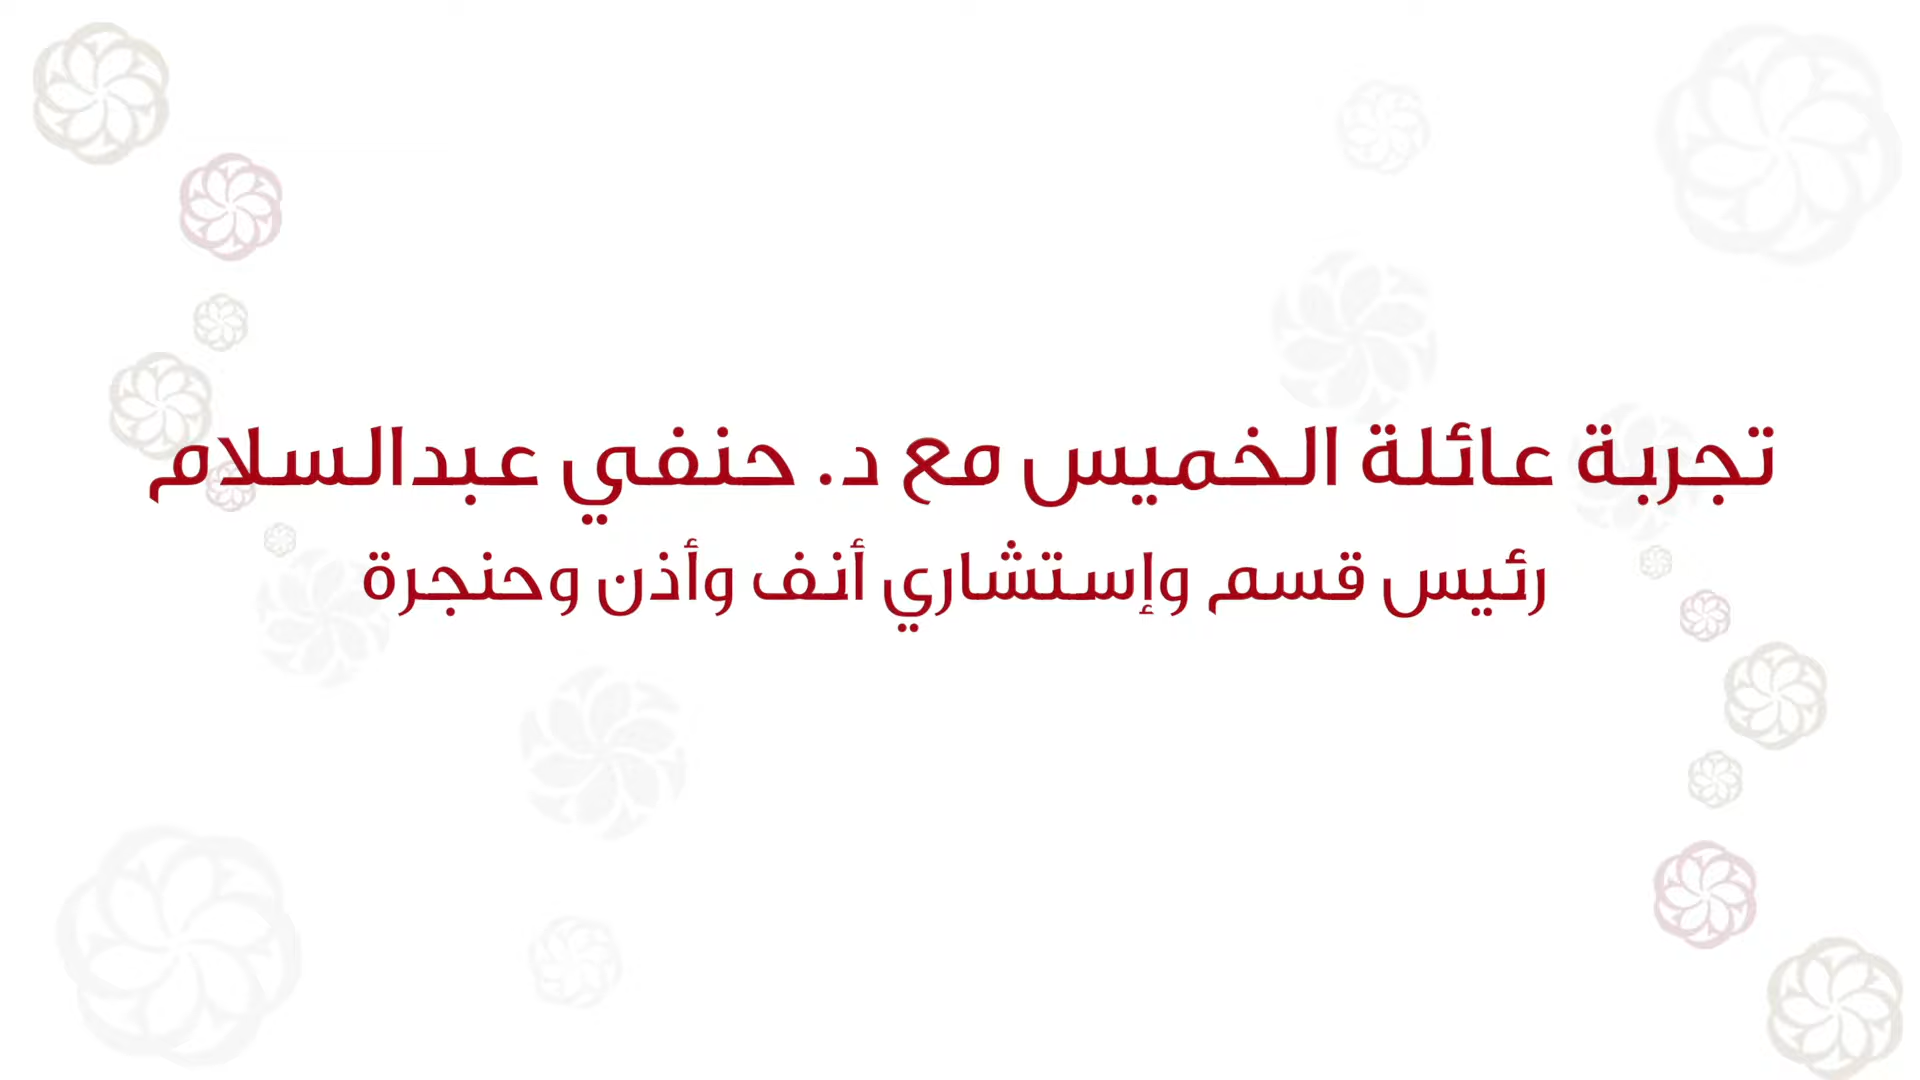 تجربة عائلة الخميس مع د. حنفي عبدالسلام
رئيس قسم وإستشاري أنف وأذن وحنجرة